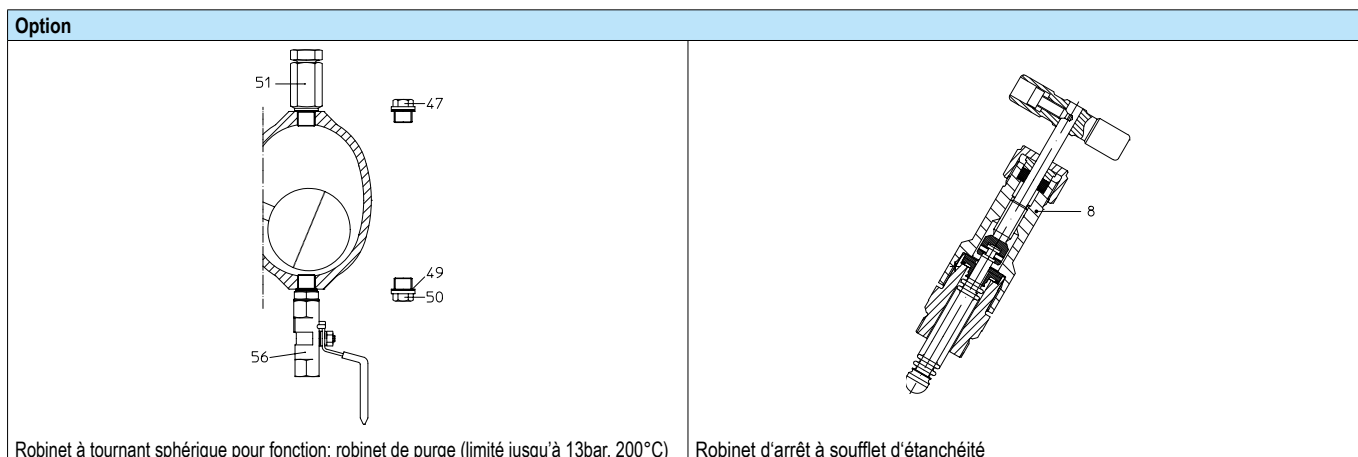 Option
51
47
49
50
56
8
Robinet à tournant sphérique pour fonction: robinet de purge (limité jusqu'à 13bar, 200°C)
Robinet d‘arrêt à soufflet d‘étanchéité